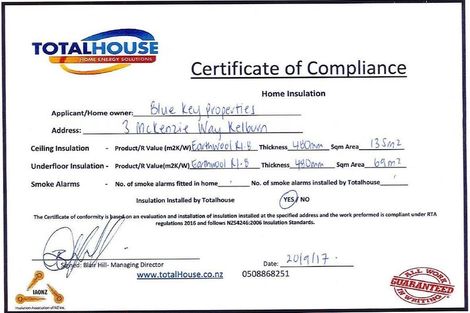 TOTALHOUSE
HOME ENERGY SOLUTIONS
Certificate of Compliance
Home Insulation
Applicant/Home owner: Blue Key Properties
Address: 3 McKenzie Way Kelburn
Ceiling Insulation - Product/R Value (m2K/W) Earthwool R1.8 Thickness 480mm Sqm Area 135m2
Underfloor Insulation - Product/R Value(m2K/W) Earthwool R1.8 Thickness 480mm Sqm Area 69m2
Smoke Alarms - No. of smoke alarms fitted in home - No. of smoke alarms installed by Totalhouse
Insulation Installed by Totalhouse YES/ NO
The Certificate of conformity is based on an evaluation and installation of insulation installed at the specified address and the work preformed is compliant under RTA
regulations 2016 and follows NZS4246:2006 Insulation Standards.
Signed: Blair Hill- Managing Director
Date: 20/9/17.
www.totalHouse.co.nz 0508868251
IAONZ
Insulation Association of NZ Inc.
ALL WORK
GUARANTEED
IN WRITING